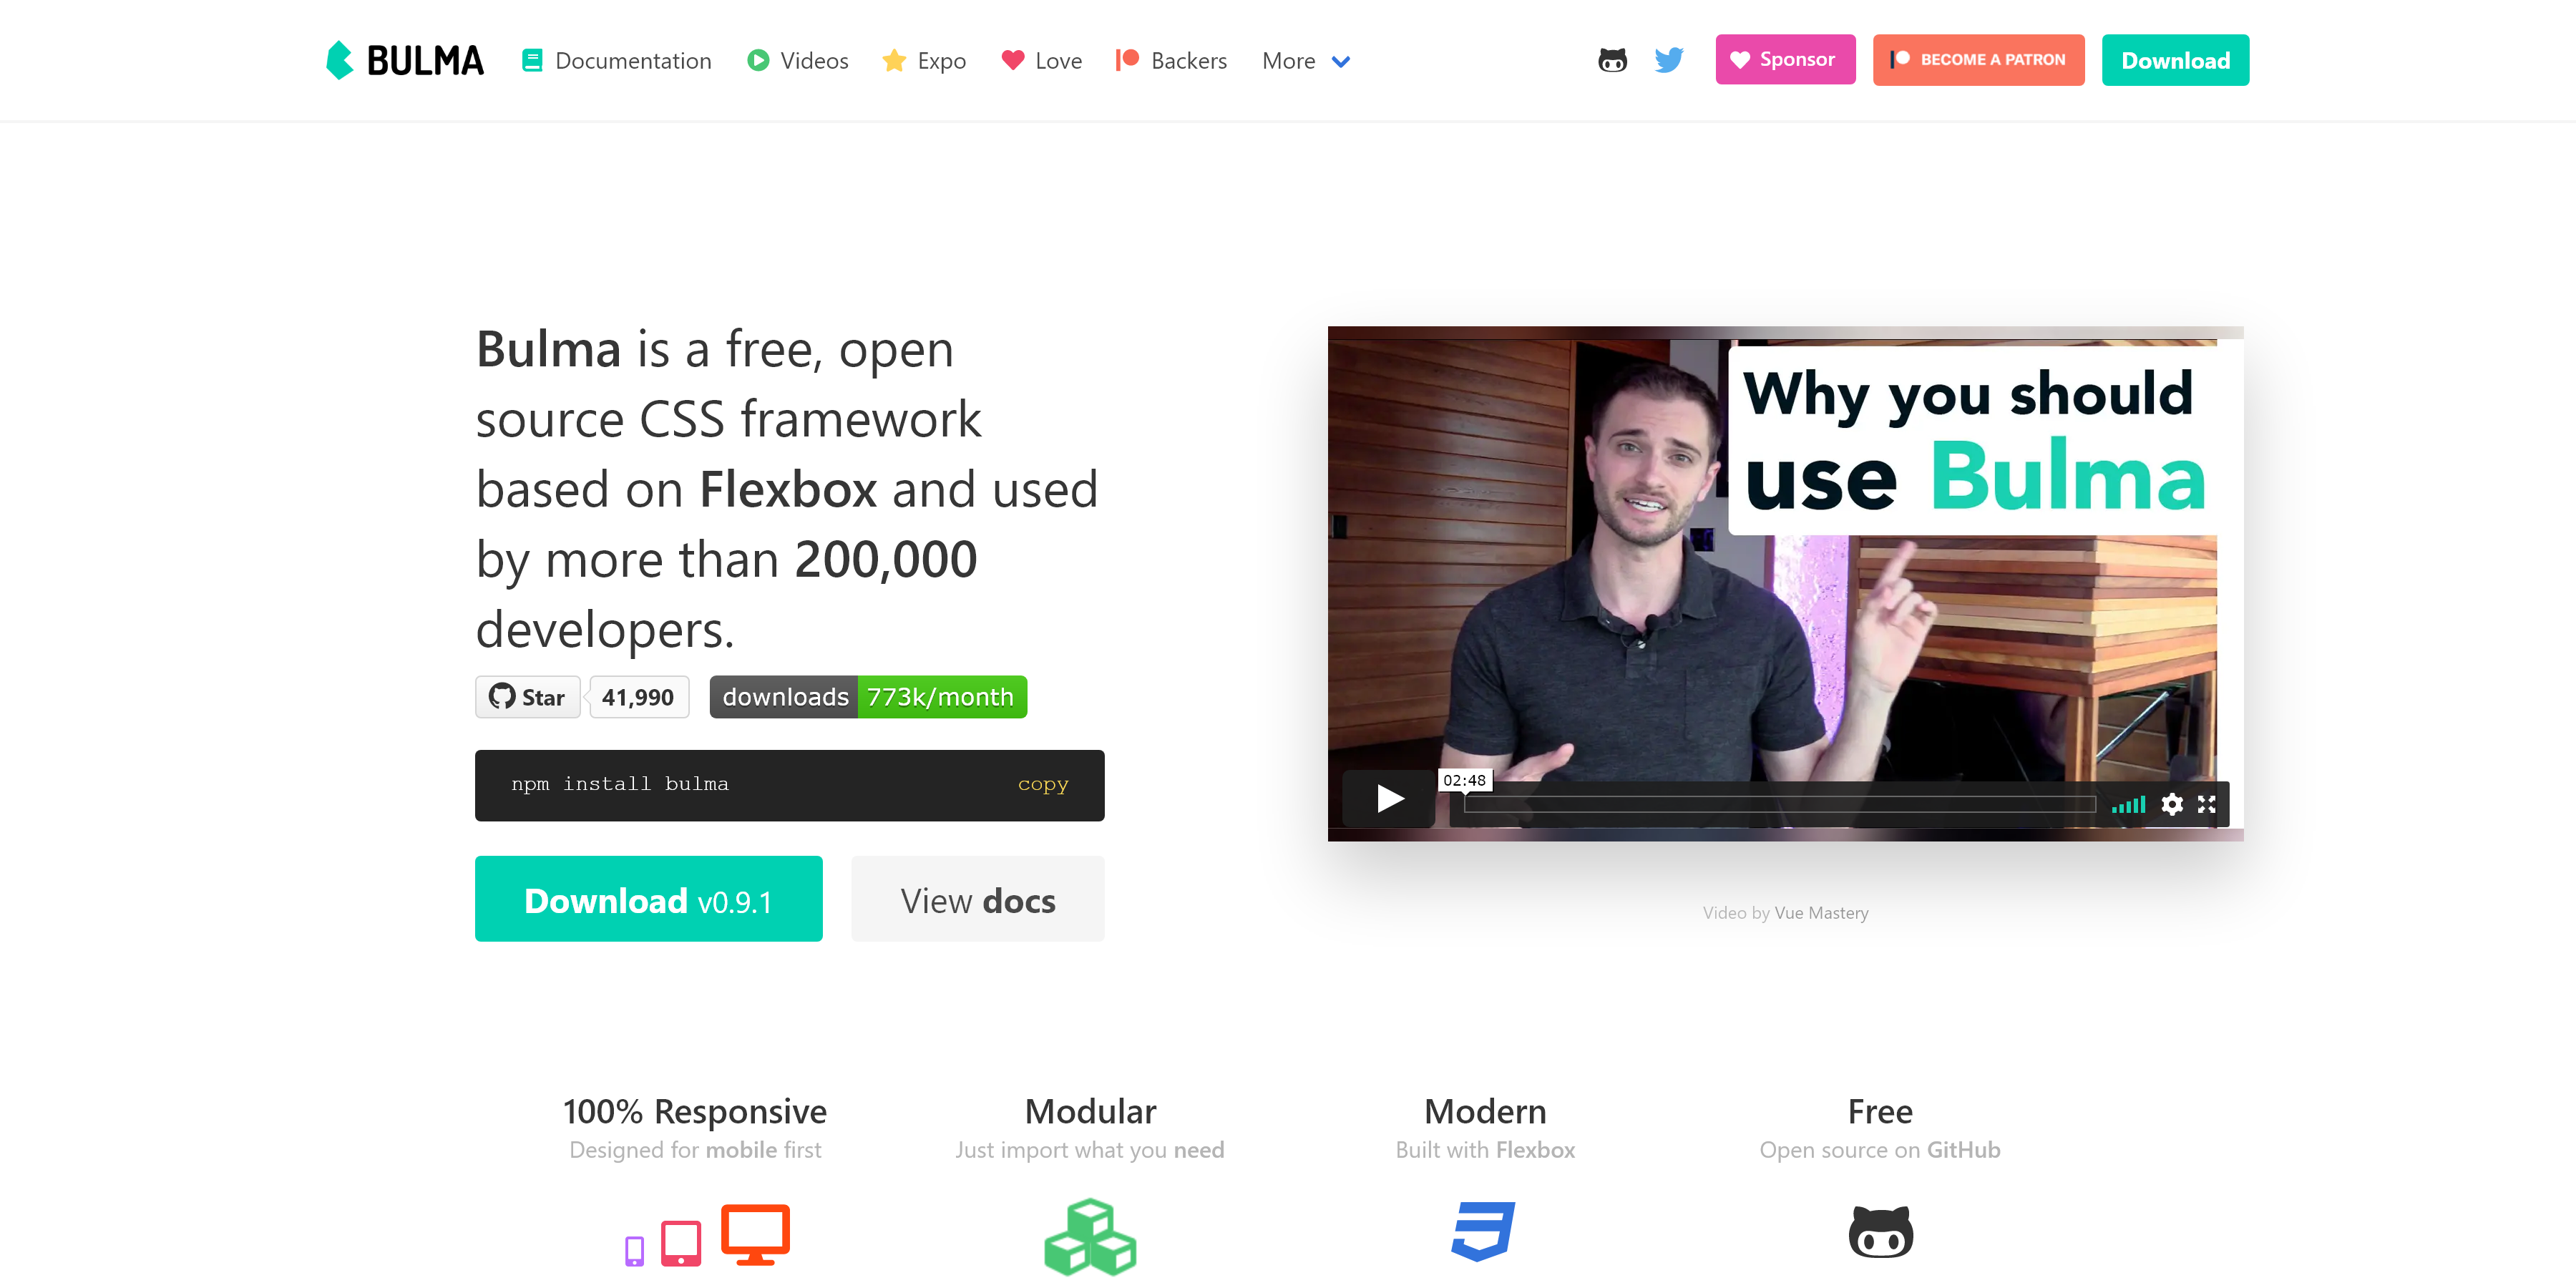 BULMA
Documentation
Videos
Expo
Love
Backers
More
Sponsor
BECOME A PATRON
Download
Bulma is a free, open
source CSS framework
based on Flexbox and used
by more than 200,000
developers.
Star
41,990
downloads
773k/month
npm install bulma
copy
Download v0.9.1
View docs
Why you should
use Bulma
02:48
Video by Vue Mastery
100% Responsive
Designed for mobile first
Modular
Just import what you need
Modern
Built with Flexbox
Free
Open source on GitHub